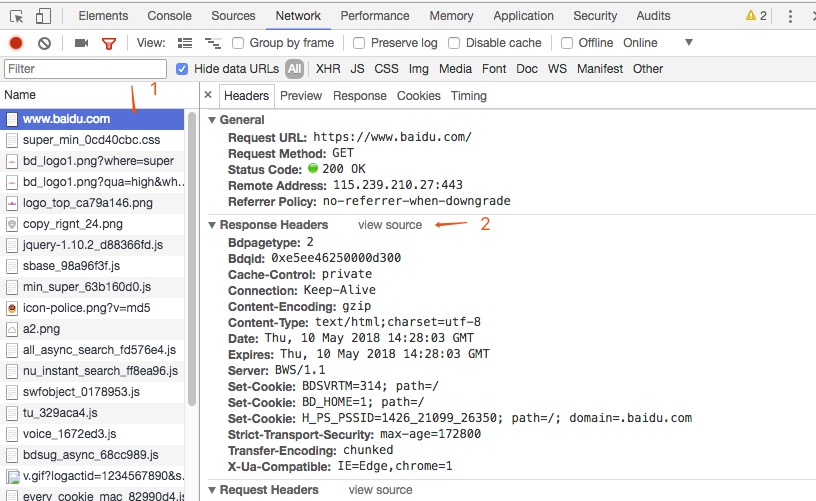 Elements Console Sources Network Performance Memory Application Security Audits 2
View: Group by frame Preserve log Disable cache Offline Online
Filter Hide data URLs All XHR JS CSS Img Media Font Doc WS Manifest Other
Name
1
www.baidu.com
super_min_0cd40cbc.css
bd_logo1.png?where=super
bd_logo1.png?qua=high&wh...
logo_top_ca79a146.png
copy_rignt_24.png
jquery-1.10.2_d88366fd.js
sbase_98a96f3f.js
min_super_63b160d0.js
icon-police.png?v=md5
a2.png
all_async_search_fd576e4.js
nu_instant_search_ff8ea96.js
swfobject_0178953.js
tu_329aca4.js
voice_1672ed3.js
bdsug_async_68cc989.js
v.gif?logactid=1234567890&s.
every_cookie_mac_82990d4.js
× Headers Preview Response Cookies Timing
General
Request URL: https://www.baidu.com/
Request Method: GET
Status Code: 200 OK
Remote Address: 115.239.210.27:443
Referrer Policy: no-referrer-when-downgrade
Response Headers view source 2
Bdpagetype: 2
Bdqid: 0xe5ee46250000d300
Cache-Control: private
Connection: Keep-Alive
Content-Encoding: gzip
Content-Type: text/html;charset=utf-8
Date: Thu, 10 May 2018 14:28:03 GMT
Expires: Thu, 10 May 2018 14:28:03 GMT
Server: BWS/1.1
Set-Cookie: BDSVRTM=314; path=/
Set-Cookie: BD_HOME=1; path=/
Set-Cookie: H_PS_PSSID=1426_21099_26350; path=/; domain=.baidu.com
Strict-Transport-Security: max-age=172800
Transfer-Encoding: chunked
X-Ua-Compatible: IE=Edge,chrome=1
Request Headers view source